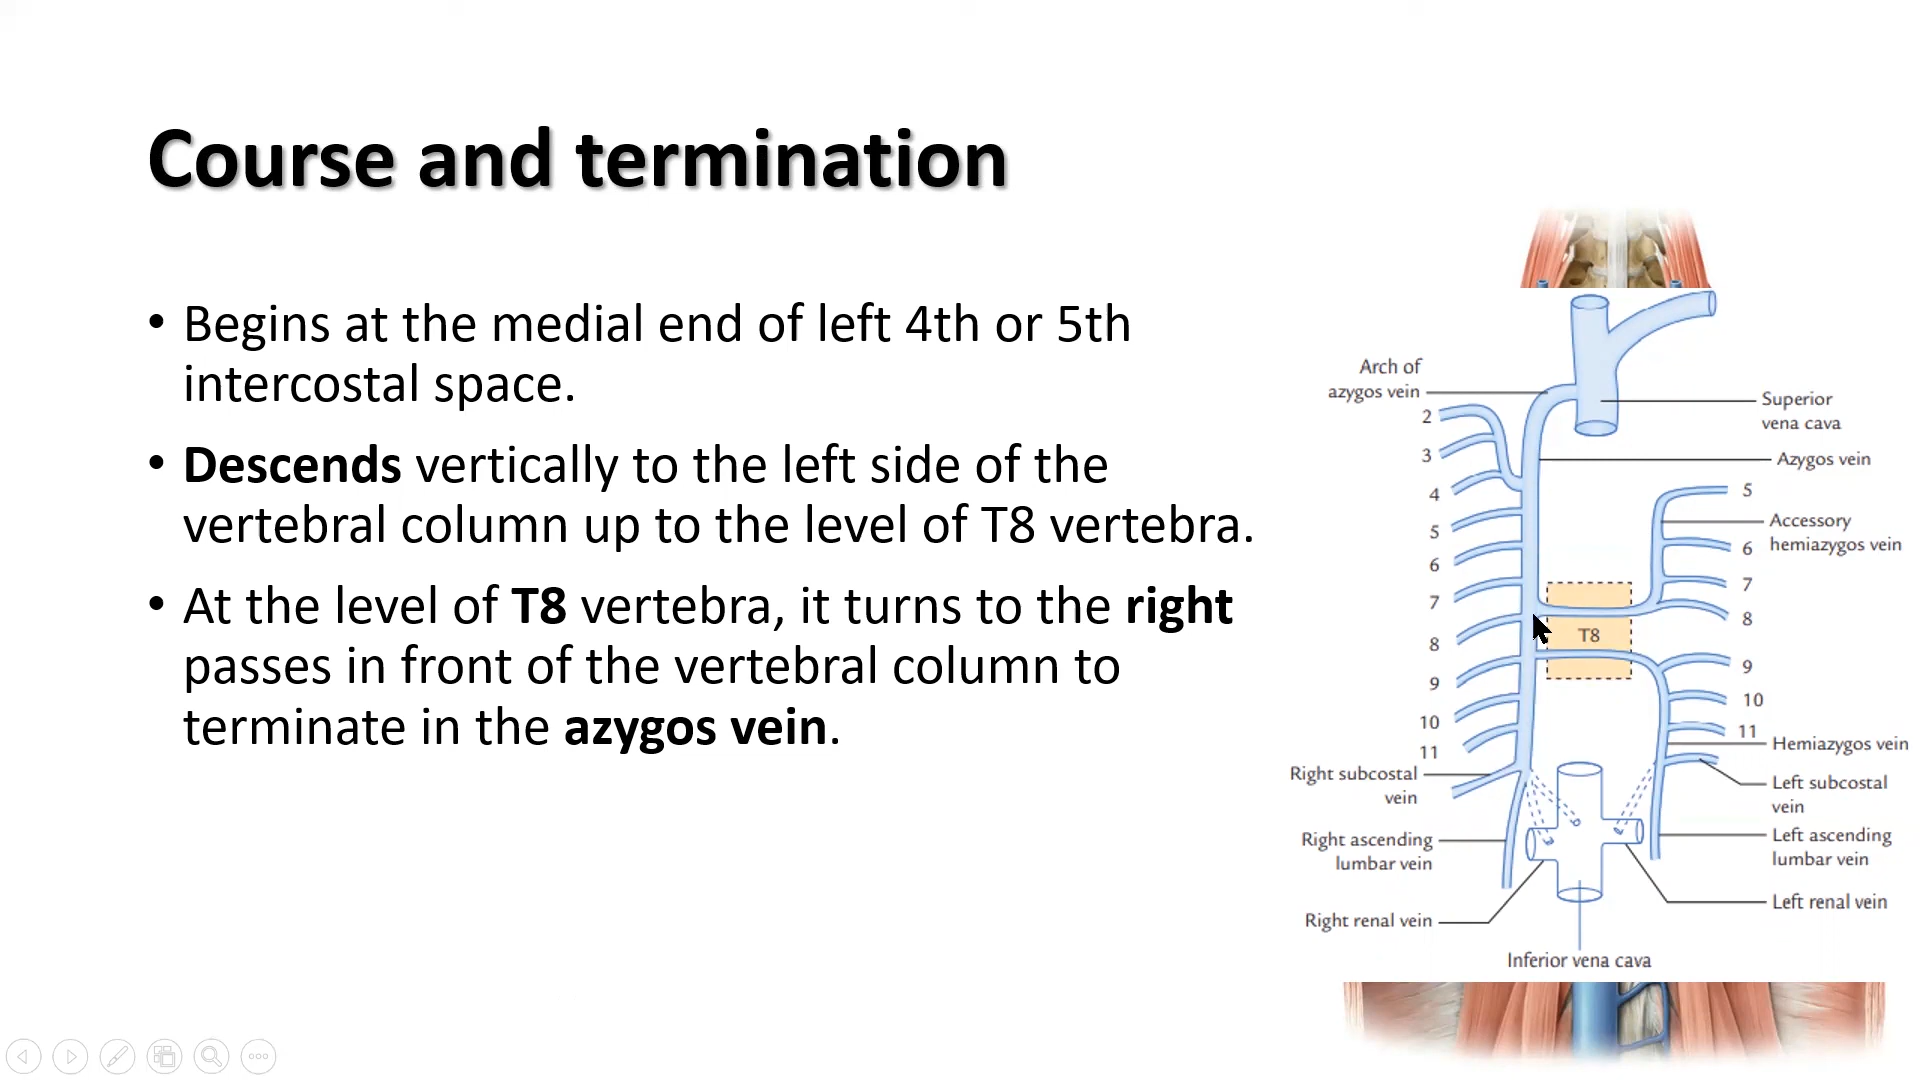 Course and termination
• Begins at the medial end of left 4th or 5th
intercostal space.
• Descends vertically to the left side of the
vertebral column up to the level of T8 vertebra.
• At the level of T8 vertebra, it turns to the right
passes in front of the vertebral column to
terminate in the azygos vein.
Arch of
azygos vein
2
3
4
5
6
7
8
9
10
11
Right subcostal
vein
Right ascending
lumbar vein
Right renal vein
Inferior vena cava
T8
Superior
vena cava
Azygos vein
5
Accessory
hemiazygos vein
6
7
8
9
10
11
Hemiazygos vein
Left subcostal
vein
Left ascending
lumbar vein
Left renal vein